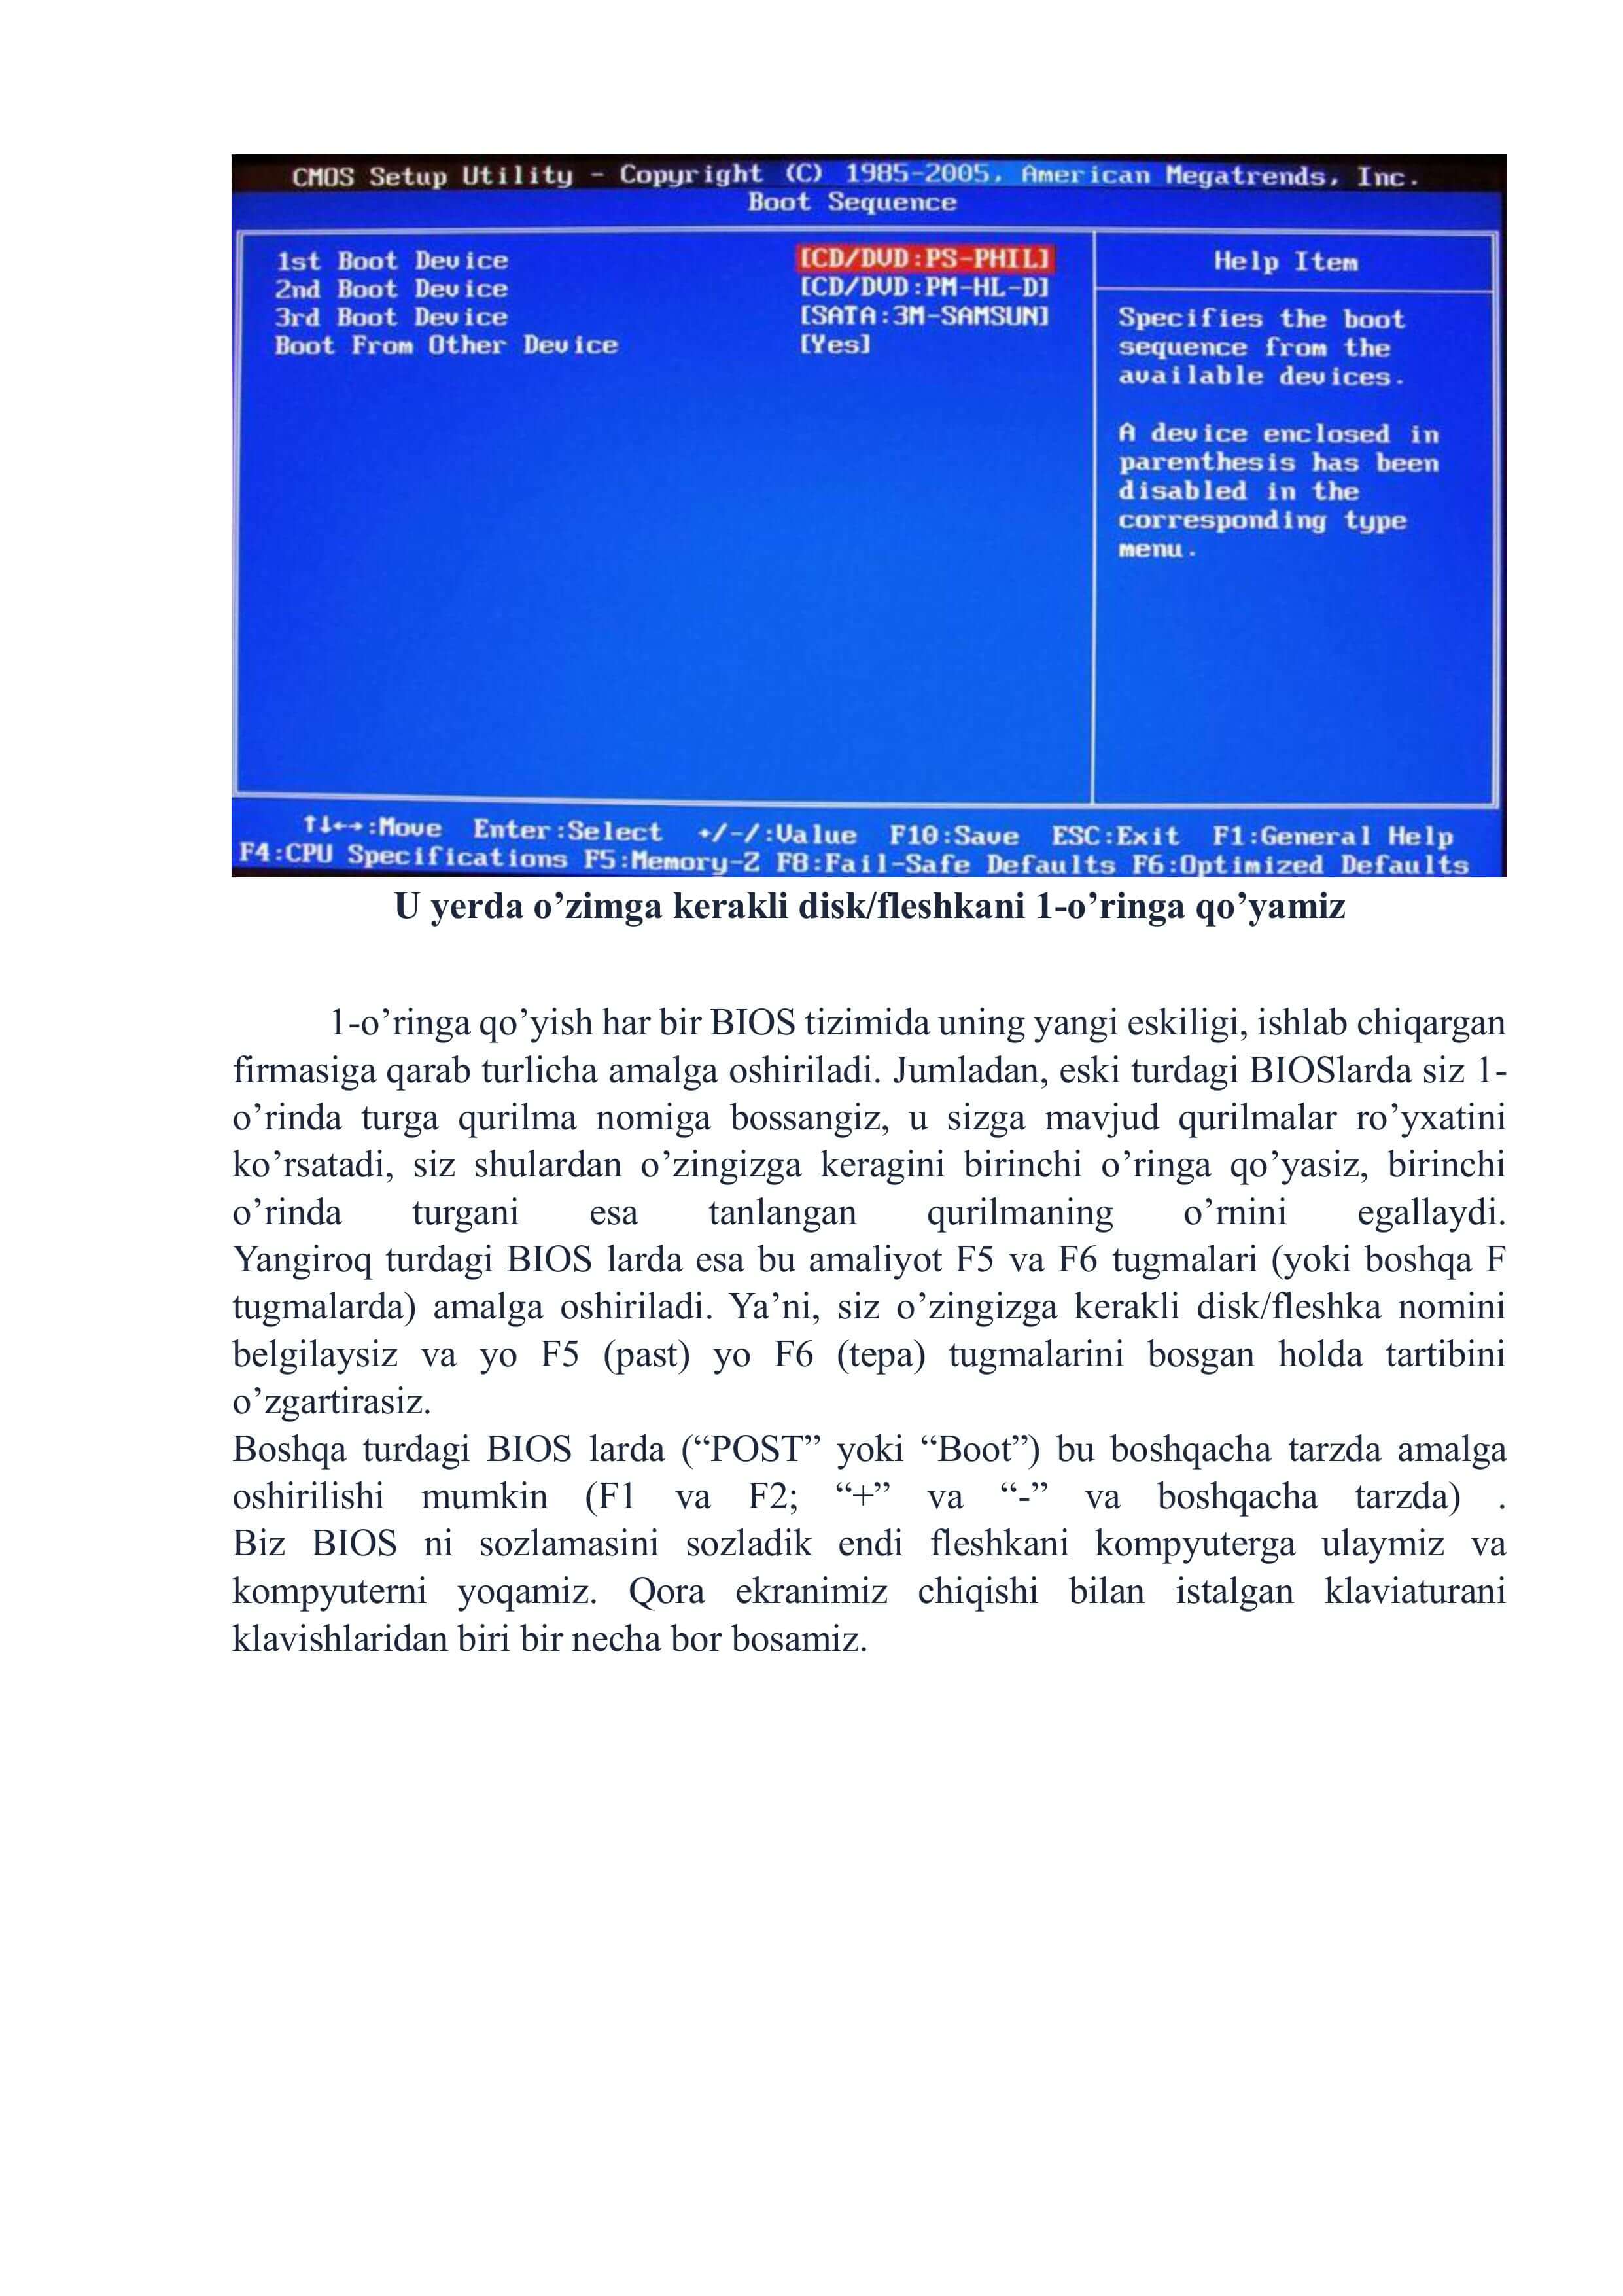 CMOS Setup Utility - Copyright (C) 1985-2005, American Megatrends, Inc.
Boot Sequence
1st Boot Device [CD/DVD:PS-PHIL]
2nd Boot Device [CD/DVD:PM-HL-D]
3rd Boot Device [SATA:3M-SAMSUN]
Boot From Other Device [Yes]
Help Item
Specifies the boot
sequence from the
available devices.
A device enclosed in
parenthesis has been
disabled in the
corresponding type
menu.
↑↓←→:Move Enter:Select +/-/:Value F10:Save ESC:Exit F1:General Help
F4:CPU Specifications F5:Memory-Z F8:Fail-Safe Defaults F6:Optimized Defaults
U yerda o’zimga kerakli disk/fleshkani 1-o’ringa qo’yamiz
1-o’ringa qo’yish har bir BIOS tizimida uning yangi eskiligi, ishlab chiqargan
firmasiga qarab turlicha amalga oshiriladi. Jumladan, eski turdagi BIOSlarda siz 1-
o’rinda turga qurilma nomiga bossangiz, u sizga mavjud qurilmalar ro’yxatini
ko’rsatadi, siz shulardan o’zingizga keragini birinchi o’ringa qo’yasiz, birinchi
o’rinda turgani esa tanlangan qurilmaning o’rnini egallaydi.
Yangiroq turdagi BIOS larda esa bu amaliyot F5 va F6 tugmalari (yoki boshqa F
tugmalarda) amalga oshiriladi. Ya’ni, siz o’zingizga kerakli disk/fleshka nomini
belgilaysiz va yo F5 (past) yo F6 (tepa) tugmalarini bosgan holda tartibini
o’zgartirasiz.
Boshqa turdagi BIOS larda (“POST” yoki “Boot”) bu boshqacha tarzda amalga
oshirilishi mumkin (F1 va F2; “+” va “-” va boshqacha tarzda) .
Biz BIOS ni sozlamasini sozladik endi fleshkani kompyuterga ulaymiz va
kompyuterni yoqamiz. Qora ekranimiz chiqishi bilan istalgan klaviaturani
klavishlaridan biri bir necha bor bosamiz.